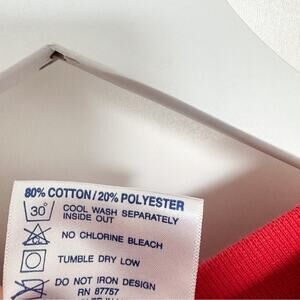 80% COTTON/20% POLYESTER
30° COOL WASH SEPARATELY
INSIDE OUT
NO CHLORINE BLEACH
TUMBLE DRY LOW
DO NOT IRON DESIGN
RN 87757